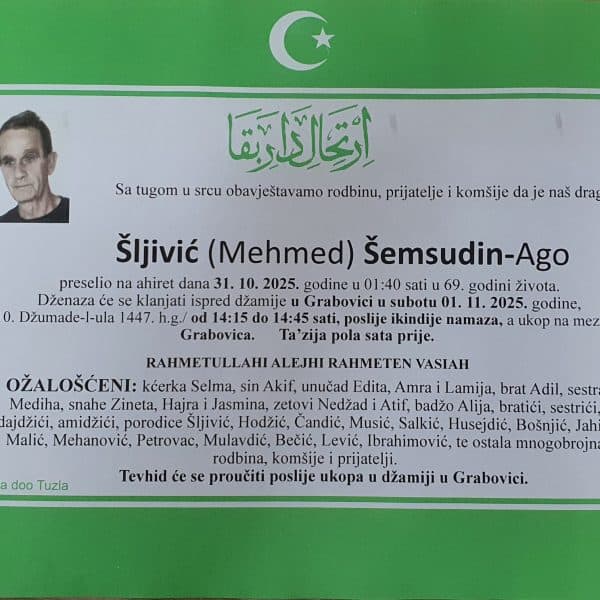 ارتحال دار بقا
Sa tugom u srcu obavještavamo rodbinu, prijatelje i komšije da je naš drag
Šljivić (Mehmed) Šemsudin-Ago
preselio na ahiret dana 31. 10. 2025. godine u 01:40 sati u 69. godini života.
Dženaza će se klanjati ispred džamije u Grabovici u subotu 01. 11. 2025. godine,
0. Džumade-l-ula 1447. h.g./ od 14:15 do 14:45 sati, poslije ikindije namaza, a ukop na mez
Grabovica. Ta'zija pola sata prije.
RAHMETULLAHI ALEJHI RAHMETEN VASIAH
OŽALOŠĆENI: kćerka Selma, sin Akif, unučad Edita, Amra i Lamija, brat Adil, sestra
Mediha, snahe Zineta, Hajra i Jasmina, zetovi Nedžad i Atif, badžo Alija, bratići, sestrići,
dajdžići, amidžići, porodice Šljivić, Hodžić, Čandić, Musić, Salkić, Husejdić, Bošnjić, Jahi
Malić, Mehanović, Petrovac, Mulavdić, Bečić, Lević, Ibrahimović, te ostala mnogobrojna
rodbina, komšije i prijatelji.
Tevhid će se proučiti poslije ukopa u džamiji u Grabovici.
a doo Tuzla